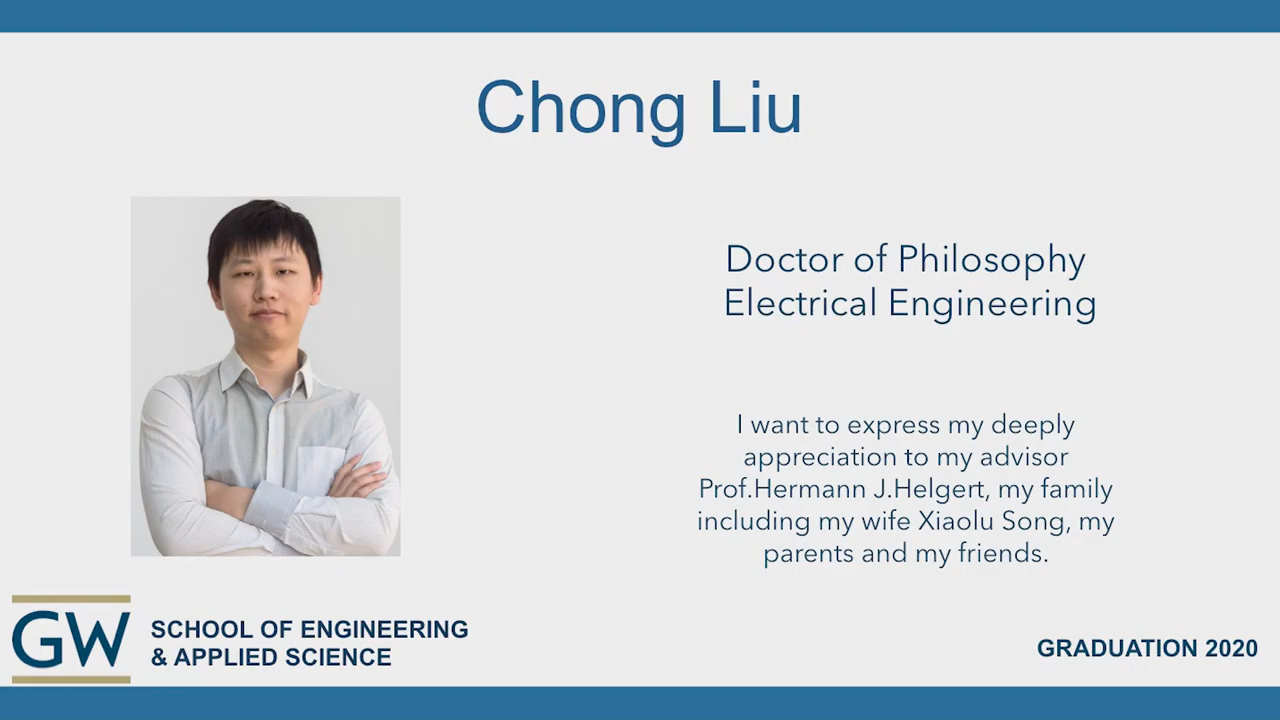 Chong Liu
Doctor of Philosophy
Electrical Engineering
I want to express my deeply
appreciation to my advisor
Prof.Hermann J.Helgert, my family
including my wife Xiaolu Song, my
parents and my friends.
GW
SCHOOL OF ENGINEERING
& APPLIED SCIENCE
GRADUATION 2020